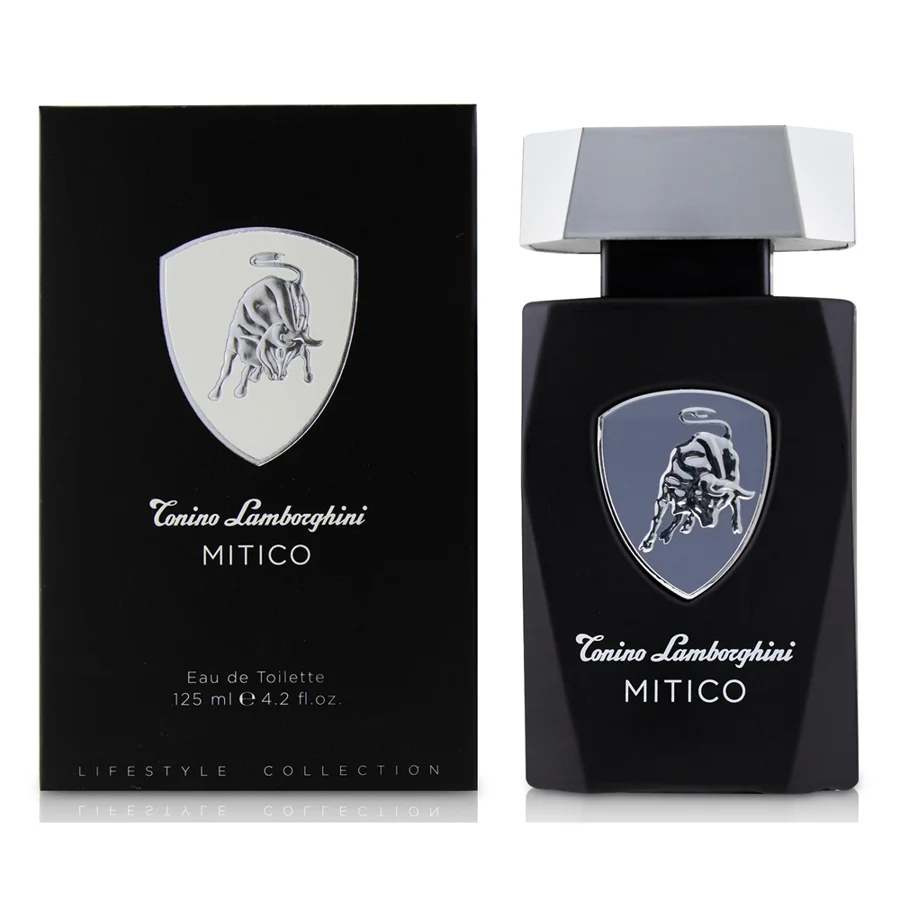 Tonino Lamborghini
MITICO
Eau de Toilette
125 ml ℮ 4.2 fl.oz.
LIFESTYLE COLLECTION
Tonino Lamborghini
MITICO